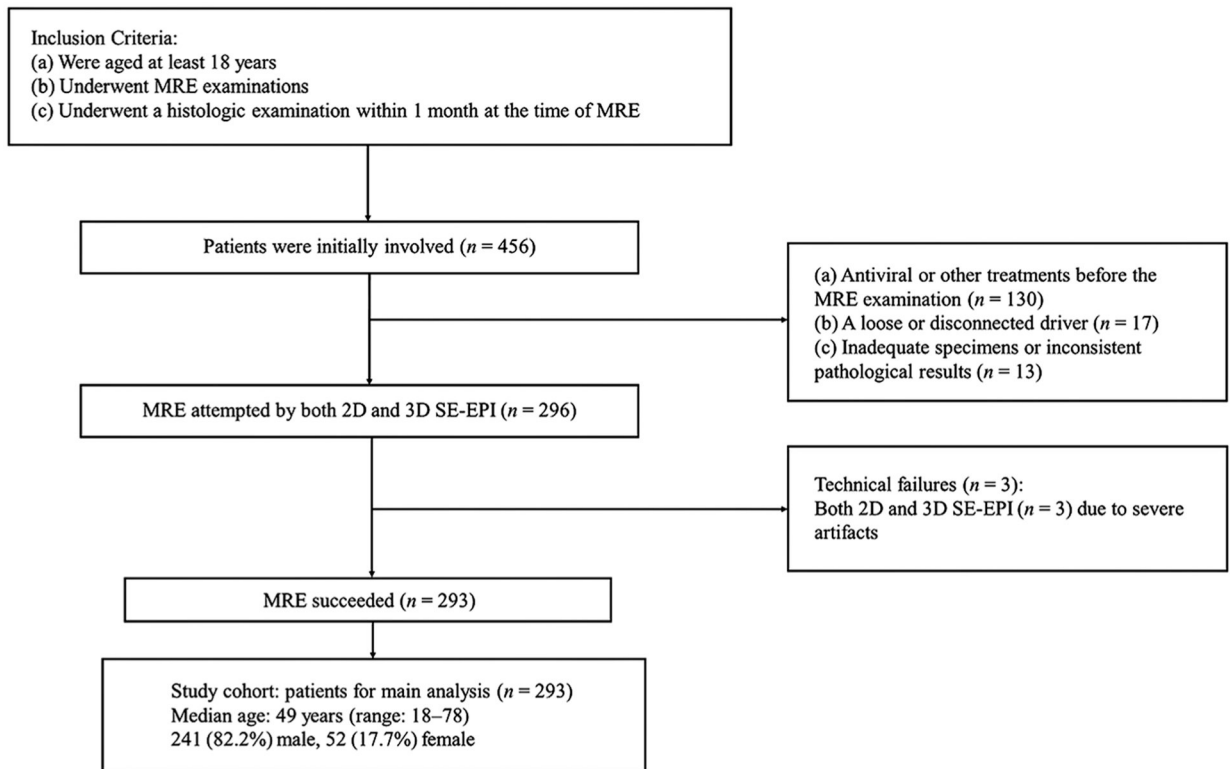 Inclusion Criteria:
(a) Were aged at least 18 years
(b) Underwent MRE examinations
(c) Underwent a histologic examination within 1 month at the time of MRE
Patients were initially involved (n = 456)
(a) Antiviral or other treatments before the
MRE examination (n = 130)
(b) A loose or disconnected driver (n = 17)
(c) Inadequate specimens or inconsistent
pathological results (n = 13)
MRE attempted by both 2D and 3D SE-EPI (n = 296)
Technical failures (n = 3):
Both 2D and 3D SE-EPI (n = 3) due to severe
artifacts
MRE succeeded (n = 293)
Study cohort: patients for main analysis (n = 293)
Median age: 49 years (range: 18–78)
241 (82.2%) male, 52 (17.7%) female